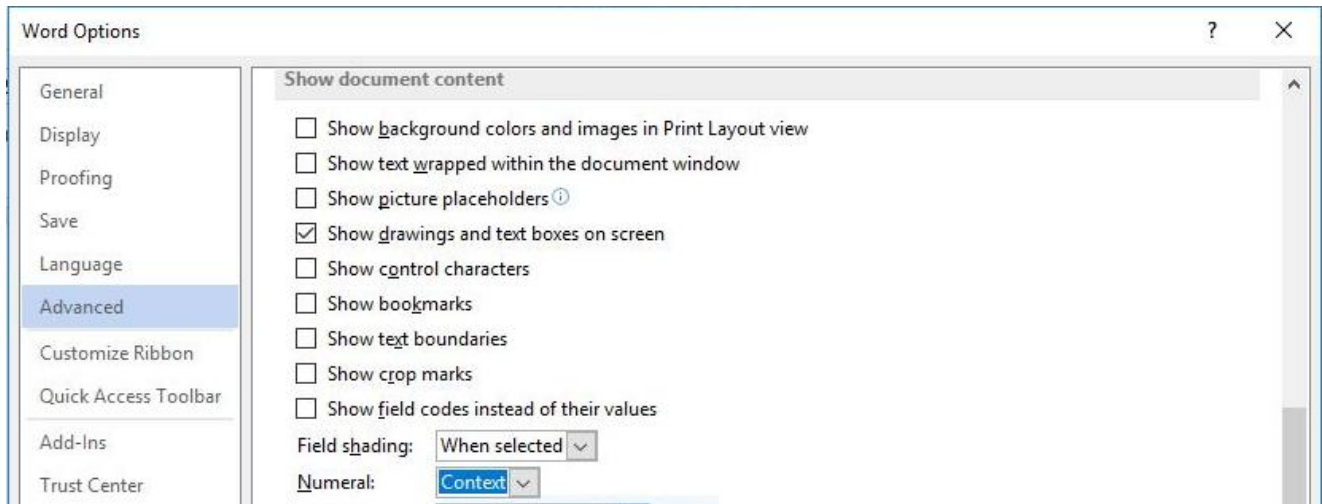 Word Options
?
General
Display
Proofing
Save
Language
Advanced
Customize Ribbon
Quick Access Toolbar
Add-Ins
Trust Center
Show document content
Show background colors and images in Print Layout view
Show text wrapped within the document window
Show picture placeholders
Show drawings and text boxes on screen
Show control characters
Show bookmarks
Show text boundaries
Show crop marks
Show field codes instead of their values
Field shading: When selected
Numeral: Context